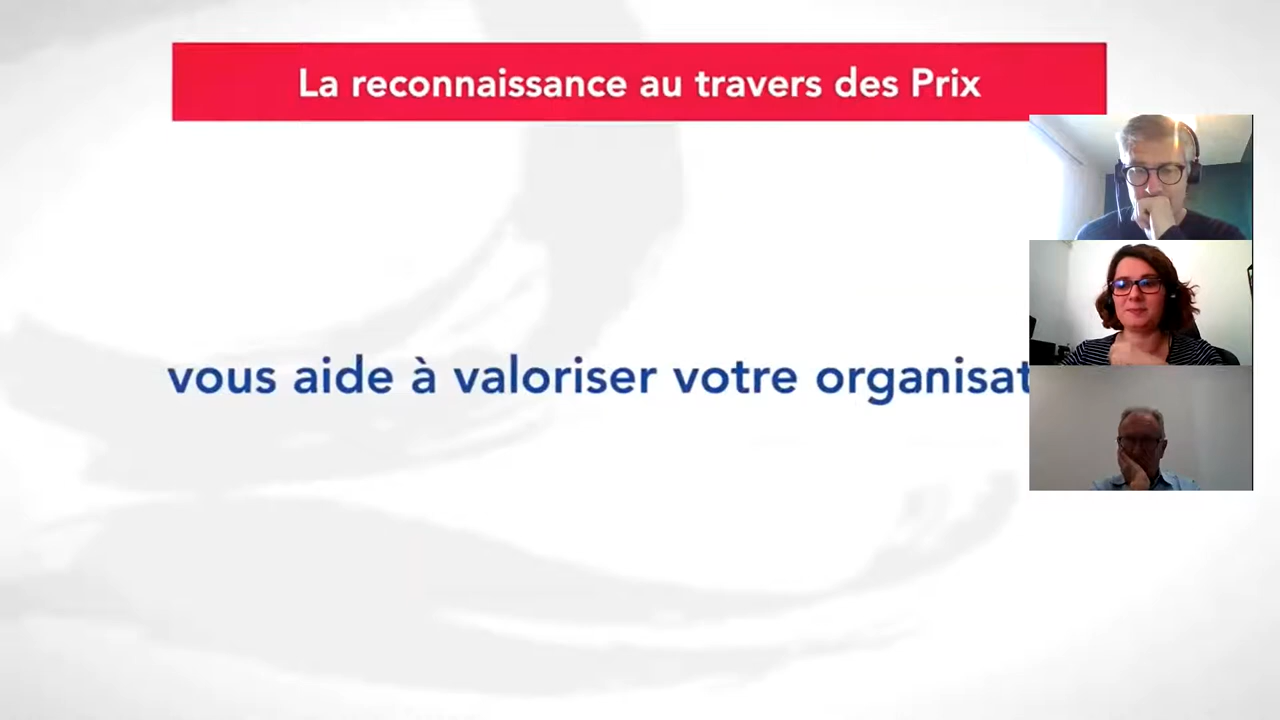 La reconnaissance au travers des Prix
vous aide à valoriser votre organisat